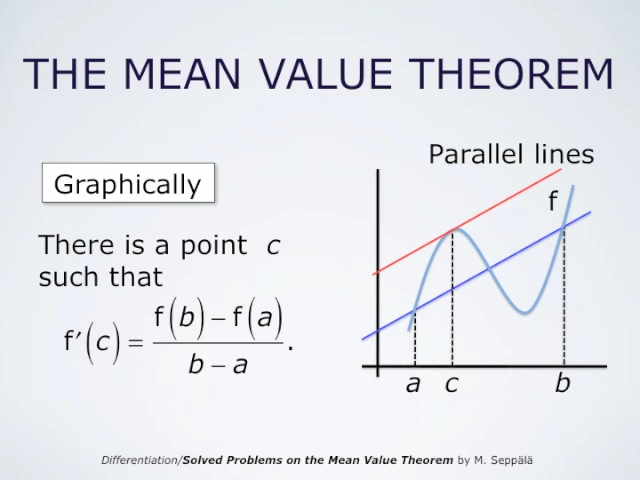 THE MEAN VALUE THEOREM
Graphically
There is a point c
such that
f′(c) = f(b) – f(a) / b – a .
Parallel lines
f
a c b
Differentiation/Solved Problems on the Mean Value Theorem by M. Seppälä